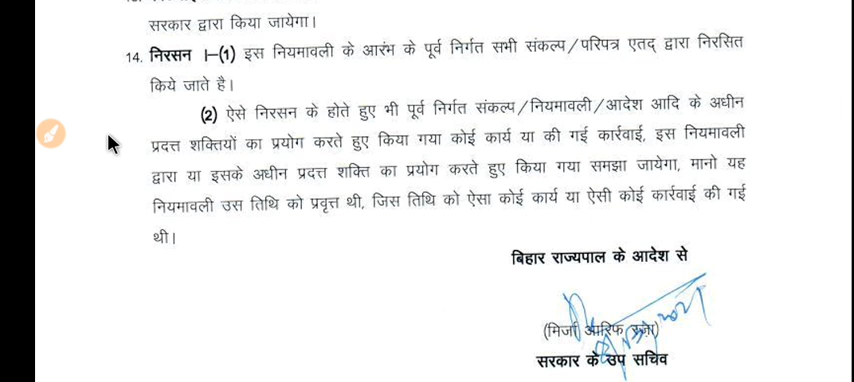 सरकार द्वारा किया जायेगा।
14. निरसन ।–(1) इस नियमावली के आरंभ के पूर्व निर्गत सभी संकल्प/परिपत्र एतद् द्वारा निरसित
किये जाते है।
(2) ऐसे निरसन के होते हुए भी पूर्व निर्गत संकल्प/नियमावली/आदेश आदि के अधीन
प्रदत्त शक्तियों का प्रयोग करते हुए किया गया कोई कार्य या की गई कार्रवाई, इस नियमावली
द्वारा या इसके अधीन प्रदत्त शक्ति का प्रयोग करते हुए किया गया समझा जायेगा, मानो यह
नियमावली उस तिथि को प्रवृत्त थी, जिस तिथि को ऐसा कोई कार्य या ऐसी कोई कार्रवाई की गई
थी।
बिहार राज्यपाल के आदेश से
(मिर्जा आरिफ रजा)
सरकार के उप सचिव